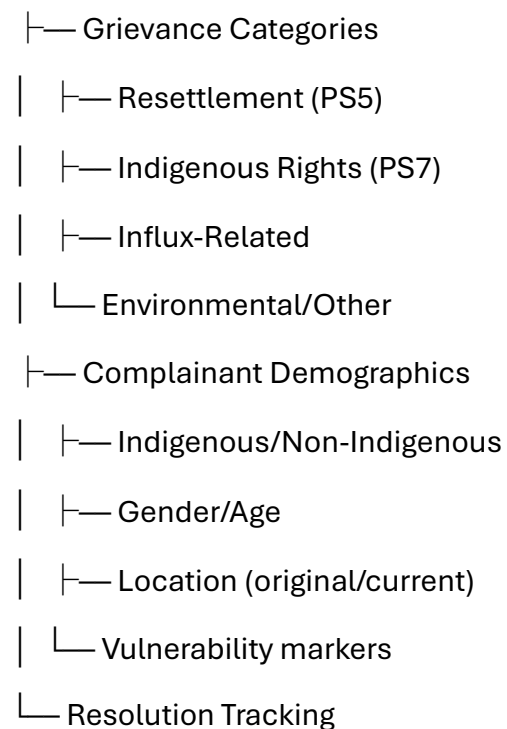 ├── Grievance Categories
│ ├── Resettlement (PS5)
│ ├── Indigenous Rights (PS7)
│ ├── Influx-Related
│ └── Environmental/Other
├── Complainant Demographics
│ ├── Indigenous/Non-Indigenous
│ ├── Gender/Age
│ ├── Location (original/current)
│ └── Vulnerability markers
└── Resolution Tracking